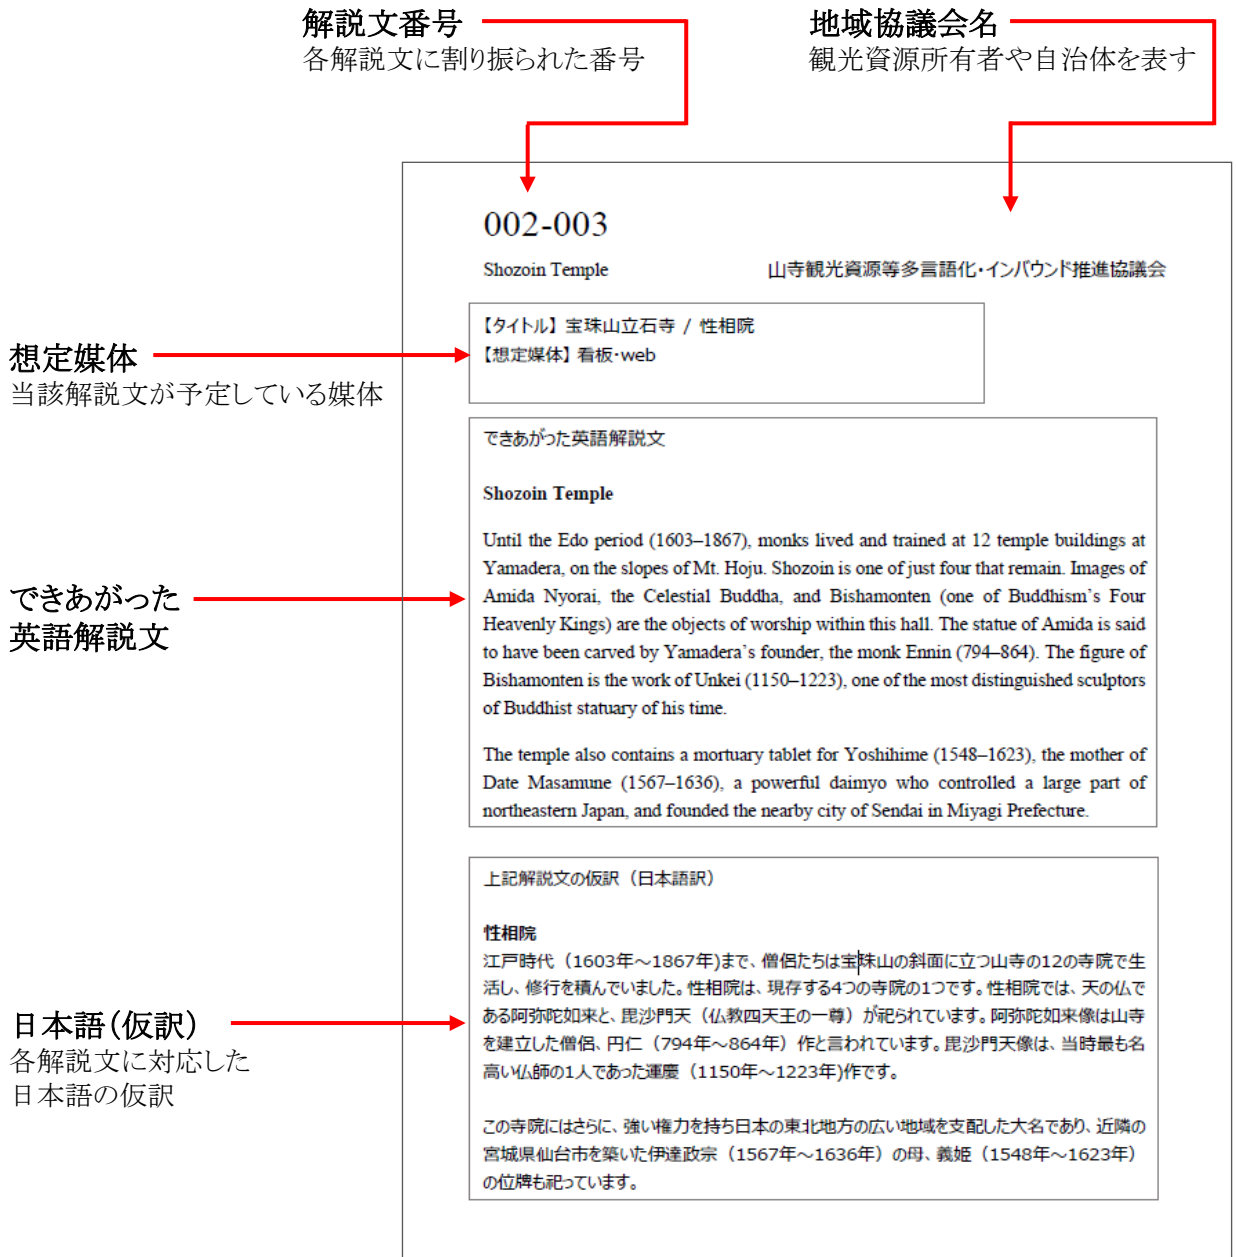 解説文番号
各解説文に割り振られた番号
地域協議会名
観光資源所有者や自治体を表す
002-003
Shozoin Temple
山寺観光資源等多言語化・インバウンド推進協議会
【タイトル】 宝珠山立石寺 / 性相院
【想定媒体】 看板・web
想定媒体
当該解説文が予定している媒体
できあがった英語解説文
Shozoin Temple
Until the Edo period (1603–1867), monks lived and trained at 12 temple buildings at
Yamadera, on the slopes of Mt. Hoju. Shozoin is one of just four that remain. Images of
Amida Nyorai, the Celestial Buddha, and Bishamonten (one of Buddhism’s Four
Heavenly Kings) are the objects of worship within this hall. The statue of Amida is said
to have been carved by Yamadera’s founder, the monk Ennin (794–864). The figure of
Bishamonten is the work of Unkei (1150–1223), one of the most distinguished sculptors
of Buddhist statuary of his time.
The temple also contains a mortuary tablet for Yoshihime (1548–1623), the mother of
Date Masamune (1567–1636), a powerful daimyo who controlled a large part of
northeastern Japan, and founded the nearby city of Sendai in Miyagi Prefecture.
できあがった
英語解説文
上記解説文の仮訳（日本語訳）
性相院
江戸時代（1603年～1867年)まで、僧侶たちは宝珠山の斜面に立つ山寺の12の寺院で生
活し、修行を積んでいました。性相院は、現存する4つの寺院の1つです。性相院では、天の仏で
ある阿弥陀如来と、毘沙門天（仏教四天王の一尊）が祀られています。阿弥陀如来像は山寺
を建立した僧侶、円仁（794年～864年）作と言われています。毘沙門天像は、当時最も名
高い仏師の1人であった運慶（1150年～1223年)作です。
この寺院にはさらに、強い権力を持ち日本の東北地方の広い地域を支配した大名であり、近隣の
宮城県仙台市を築いた伊達政宗（1567年～1636年）の母、義姫（1548年～1623年）
の位牌も祀っています。
日本語（仮訳）
各解説文に対応した
日本語の仮訳